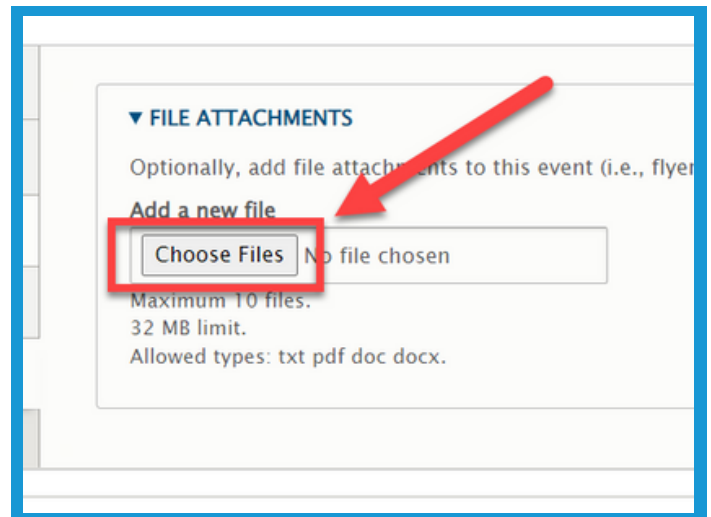 ▼ FILE ATTACHMENTS
Optionally, add file attachments to this event (i.e., flyer
Add a new file
Choose Files No file chosen
Maximum 10 files.
32 MB limit.
Allowed types: txt pdf doc docx.